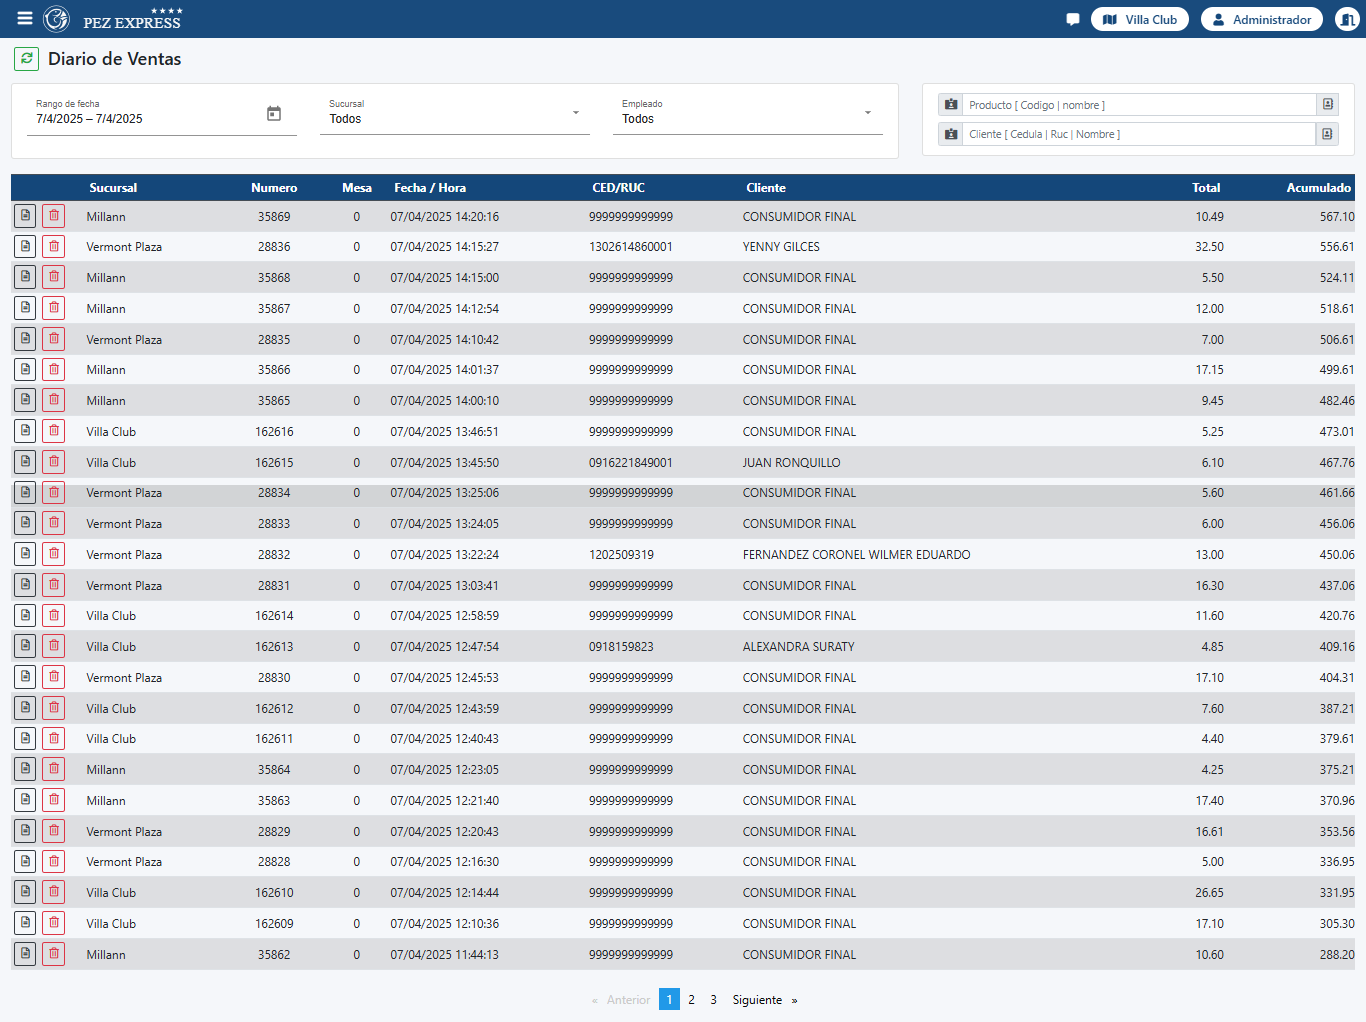 PEZ EXPRESS
Villa Club
Administrador
Diario de Ventas
Rango de fecha
7/4/2025 – 7/4/2025
Sucursal
Todos
Empleado
Todos
Producto [ Codigo | nombre ]
Cliente [ Cedula | Ruc | Nombre ]
Sucursal Numero Mesa Fecha / Hora CED/RUC Cliente Total Acumulado
Millann 35869 0 07/04/2025 14:20:16 9999999999999 CONSUMIDOR FINAL 10.49 567.10
Vermont Plaza 28836 0 07/04/2025 14:15:27 1302614860001 YENNY GILCES 32.50 556.61
Millann 35868 0 07/04/2025 14:15:00 9999999999999 CONSUMIDOR FINAL 5.50 524.11
Millann 35867 0 07/04/2025 14:12:54 9999999999999 CONSUMIDOR FINAL 12.00 518.61
Vermont Plaza 28835 0 07/04/2025 14:10:42 9999999999999 CONSUMIDOR FINAL 7.00 506.61
Millann 35866 0 07/04/2025 14:01:37 9999999999999 CONSUMIDOR FINAL 17.15 499.61
Millann 35865 0 07/04/2025 14:00:10 9999999999999 CONSUMIDOR FINAL 9.45 482.46
Villa Club 162616 0 07/04/2025 13:46:51 9999999999999 CONSUMIDOR FINAL 5.25 473.01
Villa Club 162615 0 07/04/2025 13:45:50 0916221849001 JUAN RONQUILLO 6.10 467.76
Vermont Plaza 28834 0 07/04/2025 13:25:06 9999999999999 CONSUMIDOR FINAL 5.60 461.66
Vermont Plaza 28833 0 07/04/2025 13:24:05 9999999999999 CONSUMIDOR FINAL 6.00 456.06
Vermont Plaza 28832 0 07/04/2025 13:22:24 1202509319 FERNANDEZ CORONEL WILMER EDUARDO 13.00 450.06
Vermont Plaza 28831 0 07/04/2025 13:03:41 9999999999999 CONSUMIDOR FINAL 16.30 437.06
Villa Club 162614 0 07/04/2025 12:58:59 9999999999999 CONSUMIDOR FINAL 11.60 420.76
Villa Club 162613 0 07/04/2025 12:47:54 0918159823 ALEXANDRA SURATY 4.85 409.16
Vermont Plaza 28830 0 07/04/2025 12:45:53 9999999999999 CONSUMIDOR FINAL 17.10 404.31
Villa Club 162612 0 07/04/2025 12:43:59 9999999999999 CONSUMIDOR FINAL 7.60 387.21
Villa Club 162611 0 07/04/2025 12:40:43 9999999999999 CONSUMIDOR FINAL 4.40 379.61
Millann 35864 0 07/04/2025 12:23:05 9999999999999 CONSUMIDOR FINAL 4.25 375.21
Millann 35863 0 07/04/2025 12:21:40 9999999999999 CONSUMIDOR FINAL 17.40 370.96
Vermont Plaza 28829 0 07/04/2025 12:20:43 9999999999999 CONSUMIDOR FINAL 16.61 353.56
Vermont Plaza 28828 0 07/04/2025 12:16:30 9999999999999 CONSUMIDOR FINAL 5.00 336.95
Villa Club 162610 0 07/04/2025 12:14:44 9999999999999 CONSUMIDOR FINAL 26.65 331.95
Villa Club 162609 0 07/04/2025 12:10:36 9999999999999 CONSUMIDOR FINAL 17.10 305.30
Millann 35862 0 07/04/2025 11:44:13 9999999999999 CONSUMIDOR FINAL 10.60 288.20
« Anterior 1 2 3 Siguiente »